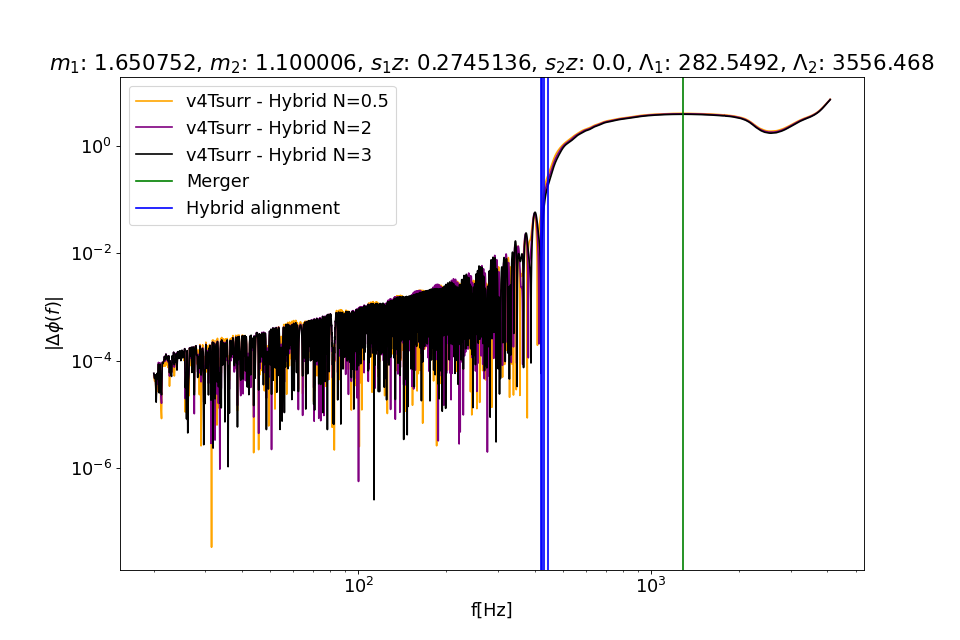 m₁: 1.650752, m₂: 1.100006, s₁z: 0.2745136, s₂z: 0.0, Λ₁: 282.5492, Λ₂: 3556.468
v4Tsurr - Hybrid N=0.5
v4Tsurr - Hybrid N=2
v4Tsurr - Hybrid N=3
Merger
Hybrid alignment
|Δϕ(f)|
10⁰
10⁻²
10⁻⁴
10⁻⁶
10² 10³
f[Hz]